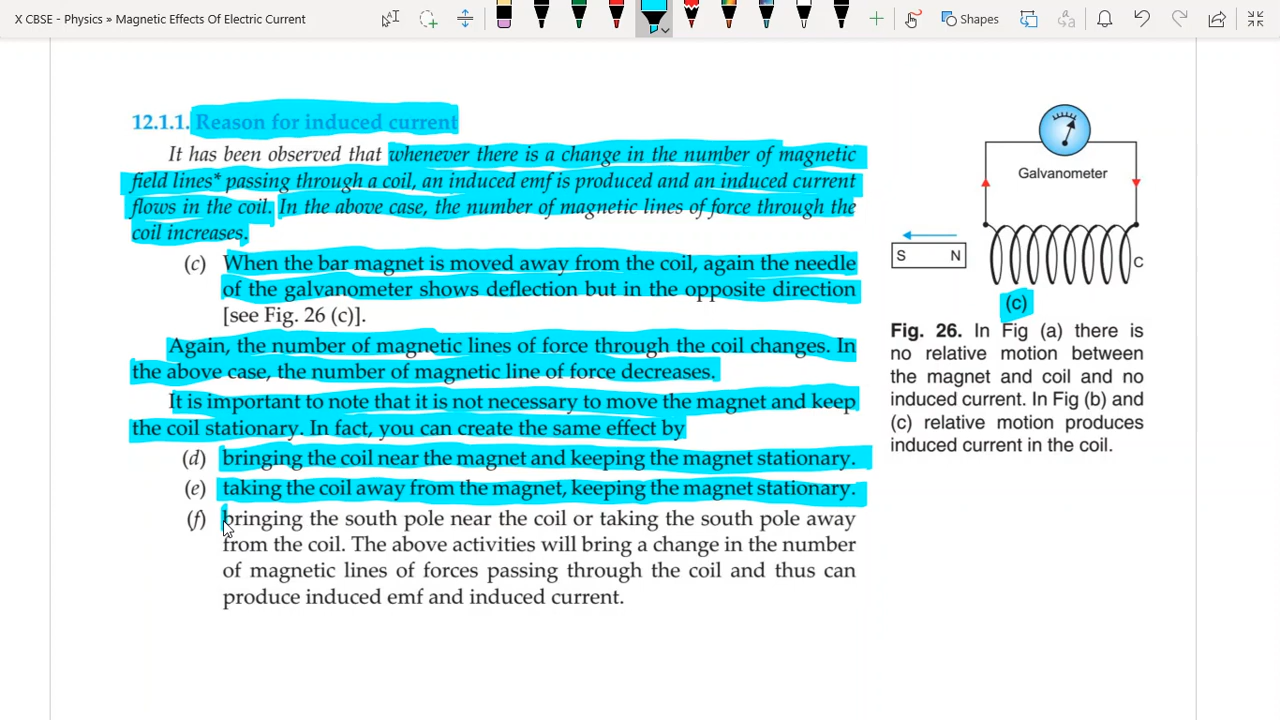 X CBSE - Physics » Magnetic Effects Of Electric Current
Shapes
12.1.1. Reason for induced current
It has been observed that whenever there is a change in the number of magnetic
field lines* passing through a coil, an induced emf is produced and an induced current
flows in the coil. In the above case, the number of magnetic lines of force through the
coil increases.
(c) When the bar magnet is moved away from the coil, again the needle
of the galvanometer shows deflection but in the opposite direction
[see Fig. 26 (c)].
Again, the number of magnetic lines of force through the coil changes. In
the above case, the number of magnetic line of force decreases.
It is important to note that it is not necessary to move the magnet and keep
the coil stationary. In fact, you can create the same effect by
(d) bringing the coil near the magnet and keeping the magnet stationary.
(e) taking the coil away from the magnet, keeping the magnet stationary.
(f) bringing the south pole near the coil or taking the south pole away
from the coil. The above activities will bring a change in the number
of magnetic lines of forces passing through the coil and thus can
produce induced emf and induced current.
Galvanometer
S N
C
(c)
Fig. 26. In Fig (a) there is
no relative motion between
the magnet and coil and no
induced current. In Fig (b) and
(c) relative motion produces
induced current in the coil.